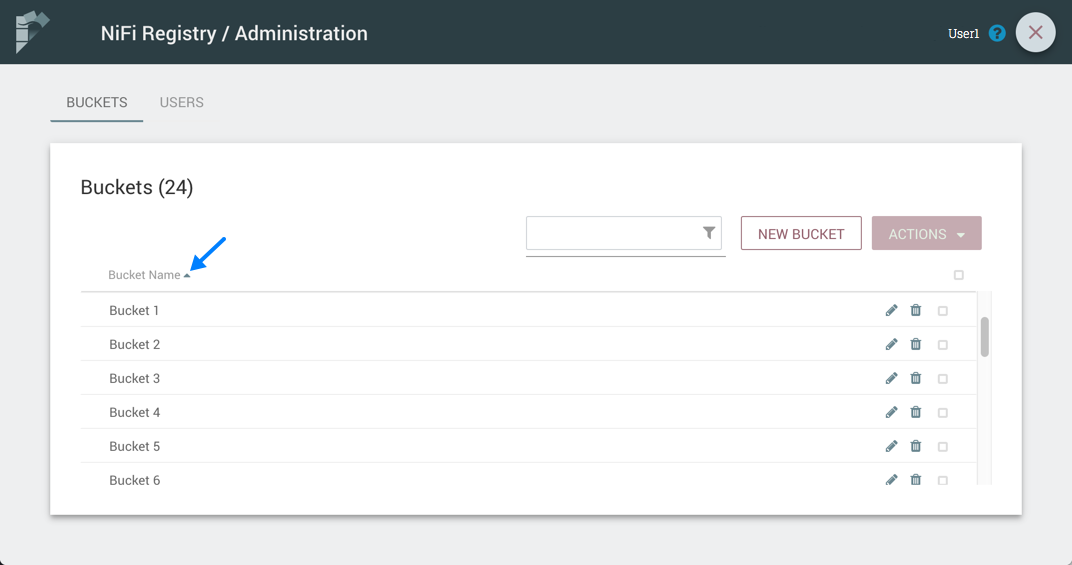 NiFi Registry / Administration
User1 ?
BUCKETS USERS
Buckets (24)
NEW BUCKET ACTIONS
Bucket Name
Bucket 1
Bucket 2
Bucket 3
Bucket 4
Bucket 5
Bucket 6